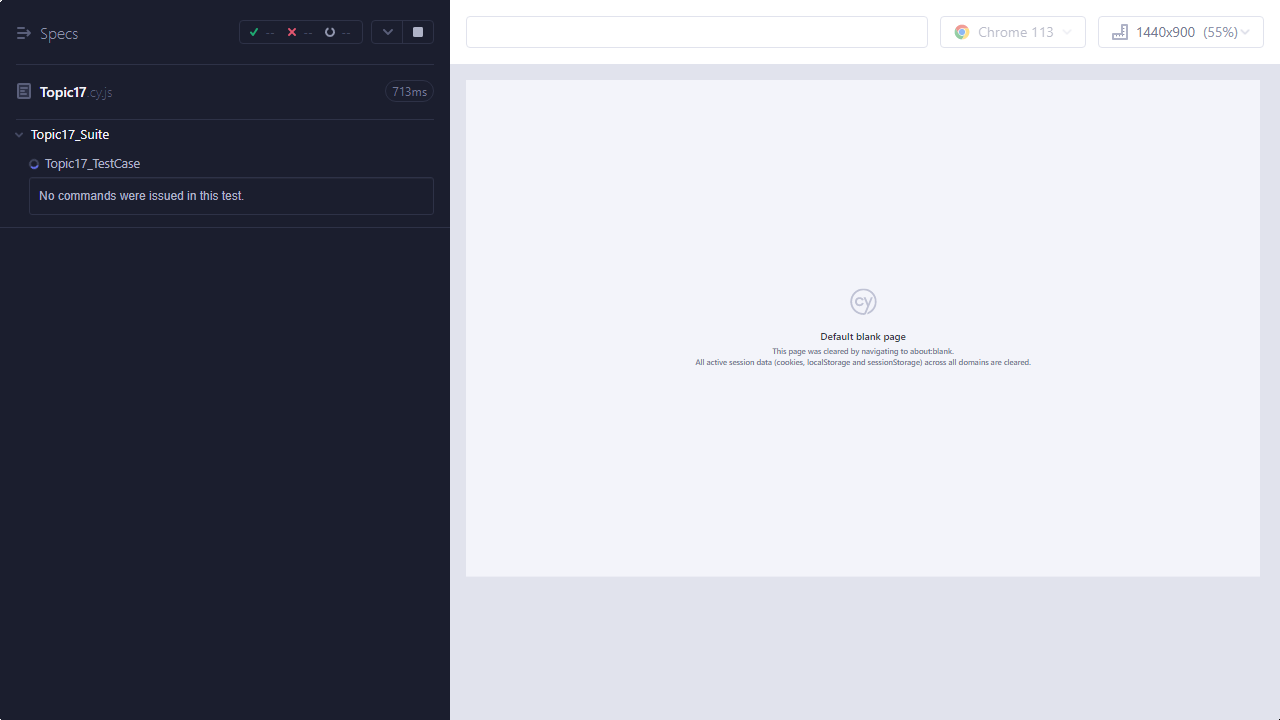 Specs
--
--
--
Chrome 113
1440x900 (55%)
Topic17.cy.js
713ms
Topic17_Suite
Topic17_TestCase
No commands were issued in this test.
cy
Default blank page
This page was cleared by navigating to about:blank.
All active session data (cookies, localStorage and sessionStorage) across all domains are cleared.